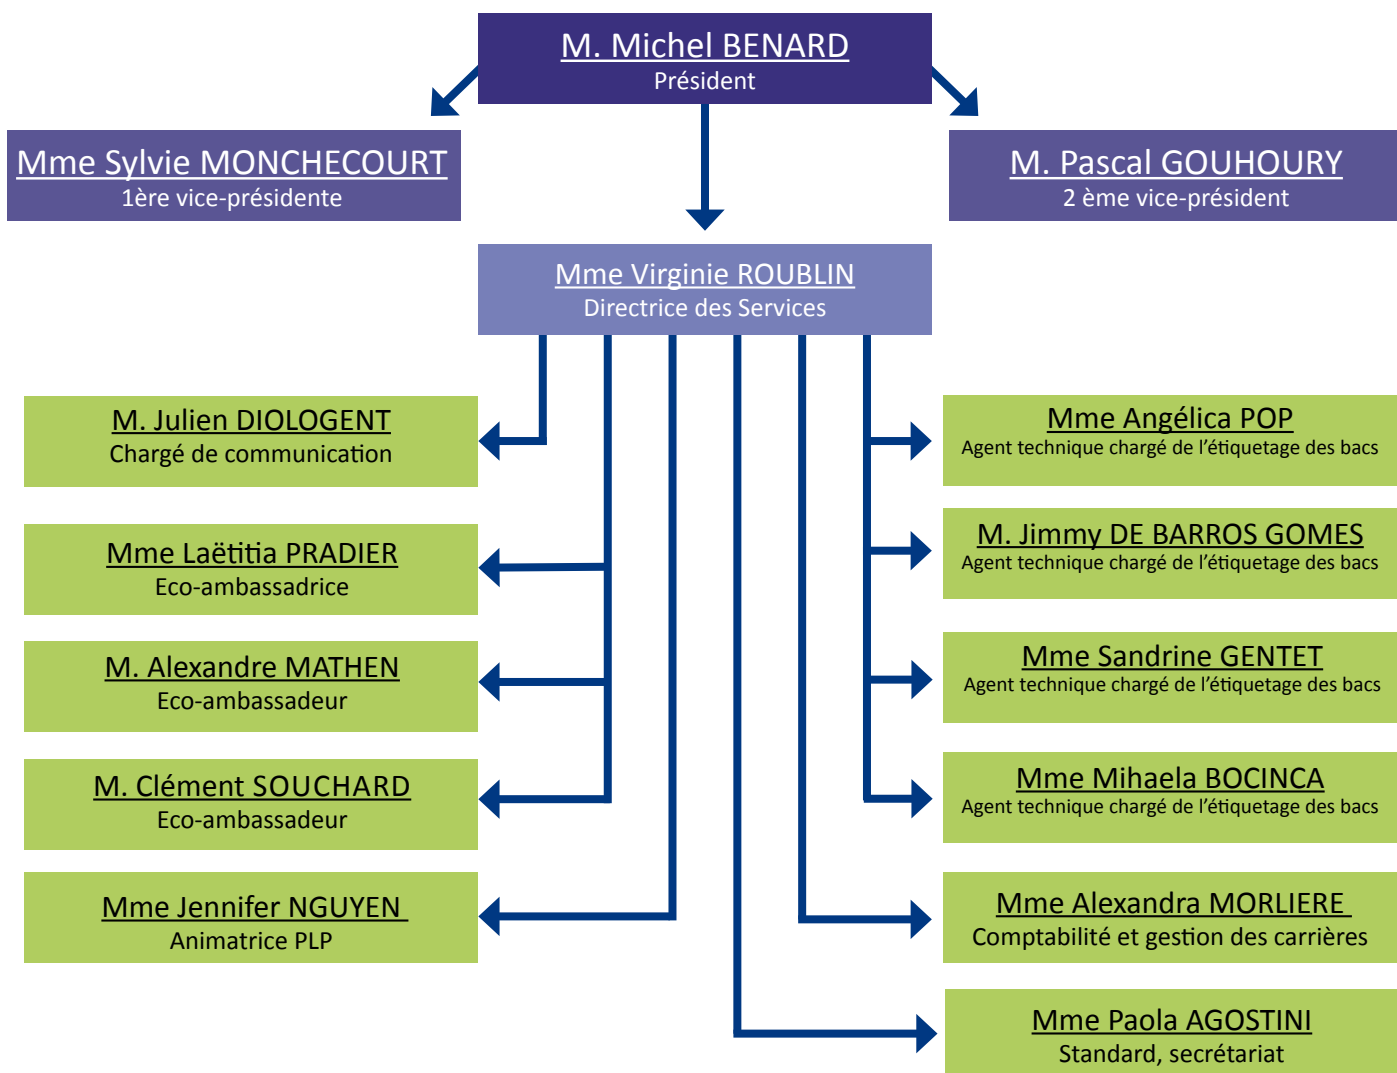 M. Michel BENARD
Président
Mme Sylvie MONCHECOURT
1ère vice-présidente
M. Pascal GOUHOURY
2 ème vice-président
Mme Virginie ROUBLIN
Directrice des Services
M. Julien DIOLOGENT
Chargé de communication
Mme Laëtitia PRADIER
Eco-ambassadrice
M. Alexandre MATHEN
Eco-ambassadeur
M. Clément SOUCHARD
Eco-ambassadeur
Mme Jennifer NGUYEN
Animatrice PLP
Mme Angélica POP
Agent technique chargé de l’étiquetage des bacs
M. Jimmy DE BARROS GOMES
Agent technique chargé de l’étiquetage des bacs
Mme Sandrine GENTET
Agent technique chargé de l’étiquetage des bacs
Mme Mihaela BOCINCA
Agent technique chargé de l’étiquetage des bacs
Mme Alexandra MORLIERE
Comptabilité et gestion des carrières
Mme Paola AGOSTINI
Standard, secrétariat